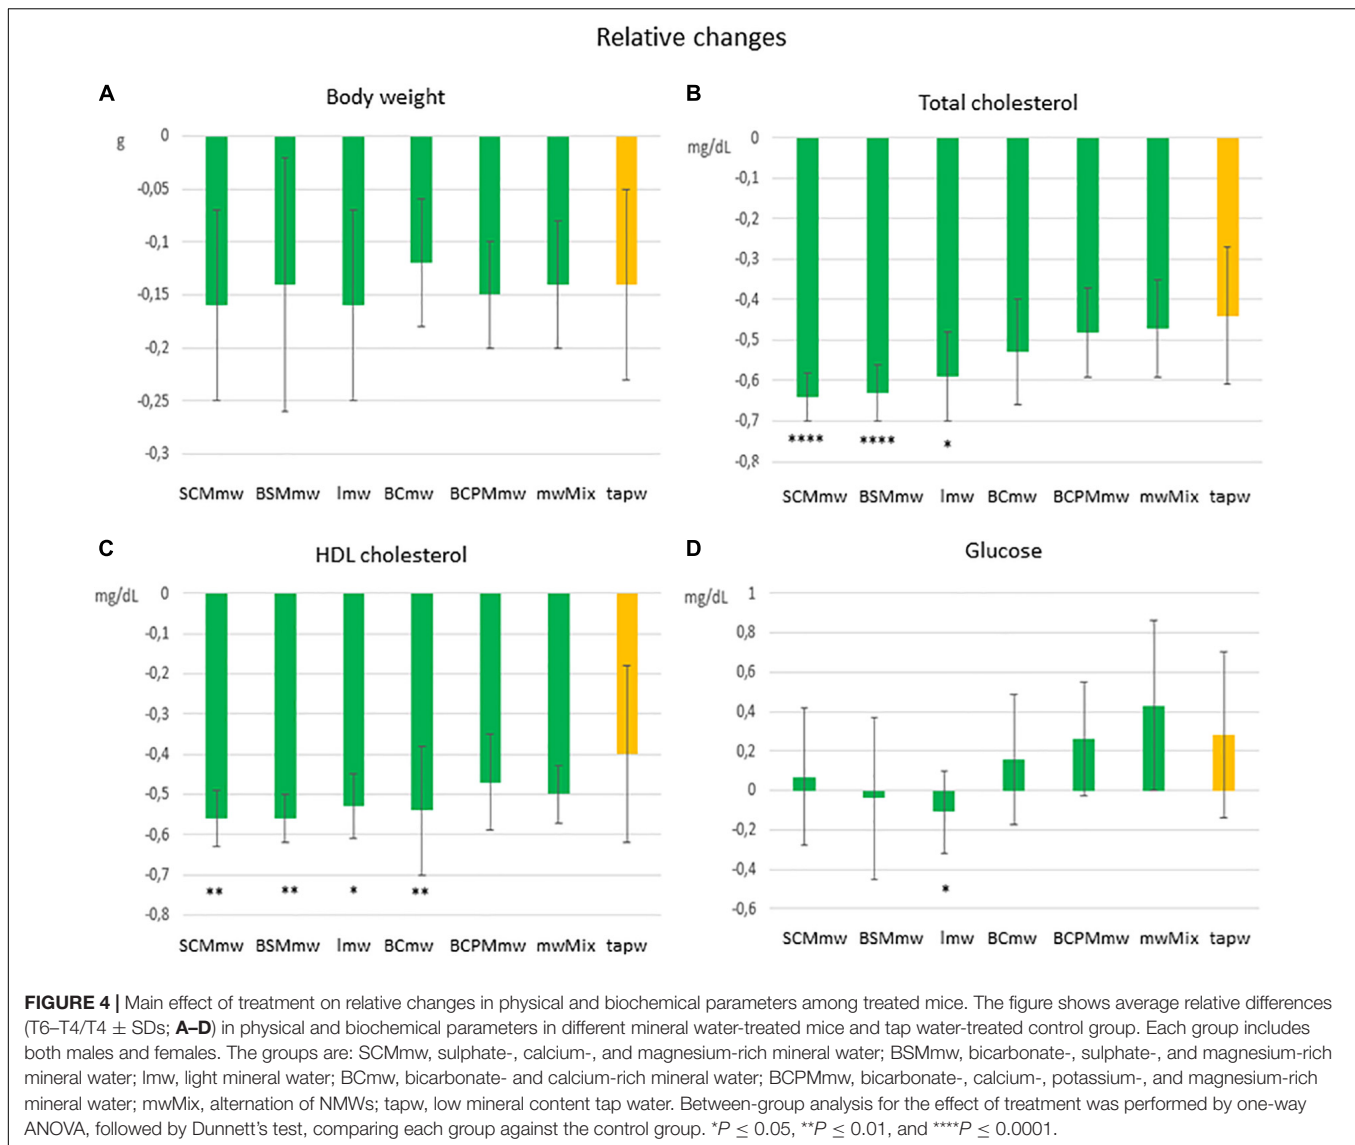 Relative changes
A
Body weight
g
0
-0,05
-0,1
-0,15
-0,2
-0,25
-0,3
SCMmw BSMmw lmw BCmw BCPMmw mwMix tapw
B
Total cholesterol
mg/dL
0
-0,1
-0,2
-0,3
-0,4
-0,5
-0,6
-0,7
-0,8
**** **** *
SCMmw BSMmw lmw BCmw BCPMmw mwMix tapw
C
HDL cholesterol
mg/dL
0
-0,1
-0,2
-0,3
-0,4
-0,5
-0,6
-0,7
-0,8
** ** * **
SCMmw BSMmw lmw BCmw BCPMmw mwMix tapw
D
Glucose
mg/dL
1
0,8
0,6
0,4
0,2
0
-0,2
-0,4
-0,6
*
SCMmw BSMmw lmw BCmw BCPMmw mwMix tapw
FIGURE 4 | Main effect of treatment on relative changes in physical and biochemical parameters among treated mice. The figure shows average relative differences
(T6–T4/T4 ± SDs; A–D) in physical and biochemical parameters in different mineral water-treated mice and tap water-treated control group. Each group includes
both males and females. The groups are: SCMmw, sulphate-, calcium-, and magnesium-rich mineral water; BSMmw, bicarbonate-, sulphate-, and magnesium-rich
mineral water; lmw, light mineral water; BCmw, bicarbonate- and calcium-rich mineral water; BCPMmw, bicarbonate-, calcium-, potassium-, and magnesium-rich
mineral water; mwMix, alternation of NMWs; tapw, low mineral content tap water. Between-group analysis for the effect of treatment was performed by one-way
ANOVA, followed by Dunnett's test, comparing each group against the control group. *P ≤ 0.05, **P ≤ 0.01, and ****P ≤ 0.0001.